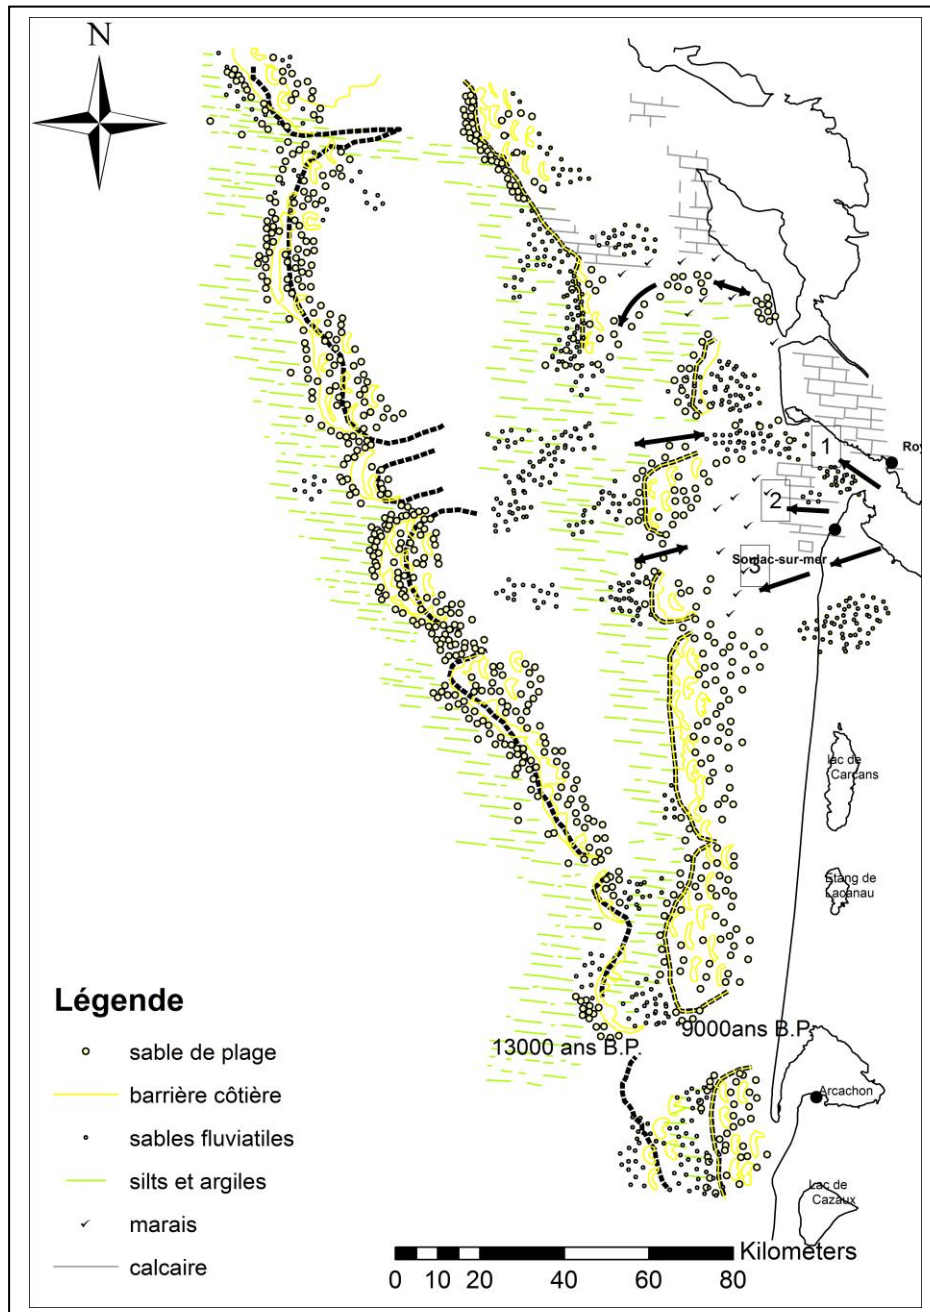 N
1
Roy
2
Soulac-sur-mer
3
lac de
Carcans
Etang de
Lacanau
Légende
9000ans B.P.
13000 ans B.P.
sable de plage
barrière côtière
Arcachon
sables fluviatiles
silts et argiles
Lac de
Cazaux
marais
calcaire
Kilometers
0 10 20 40 60 80